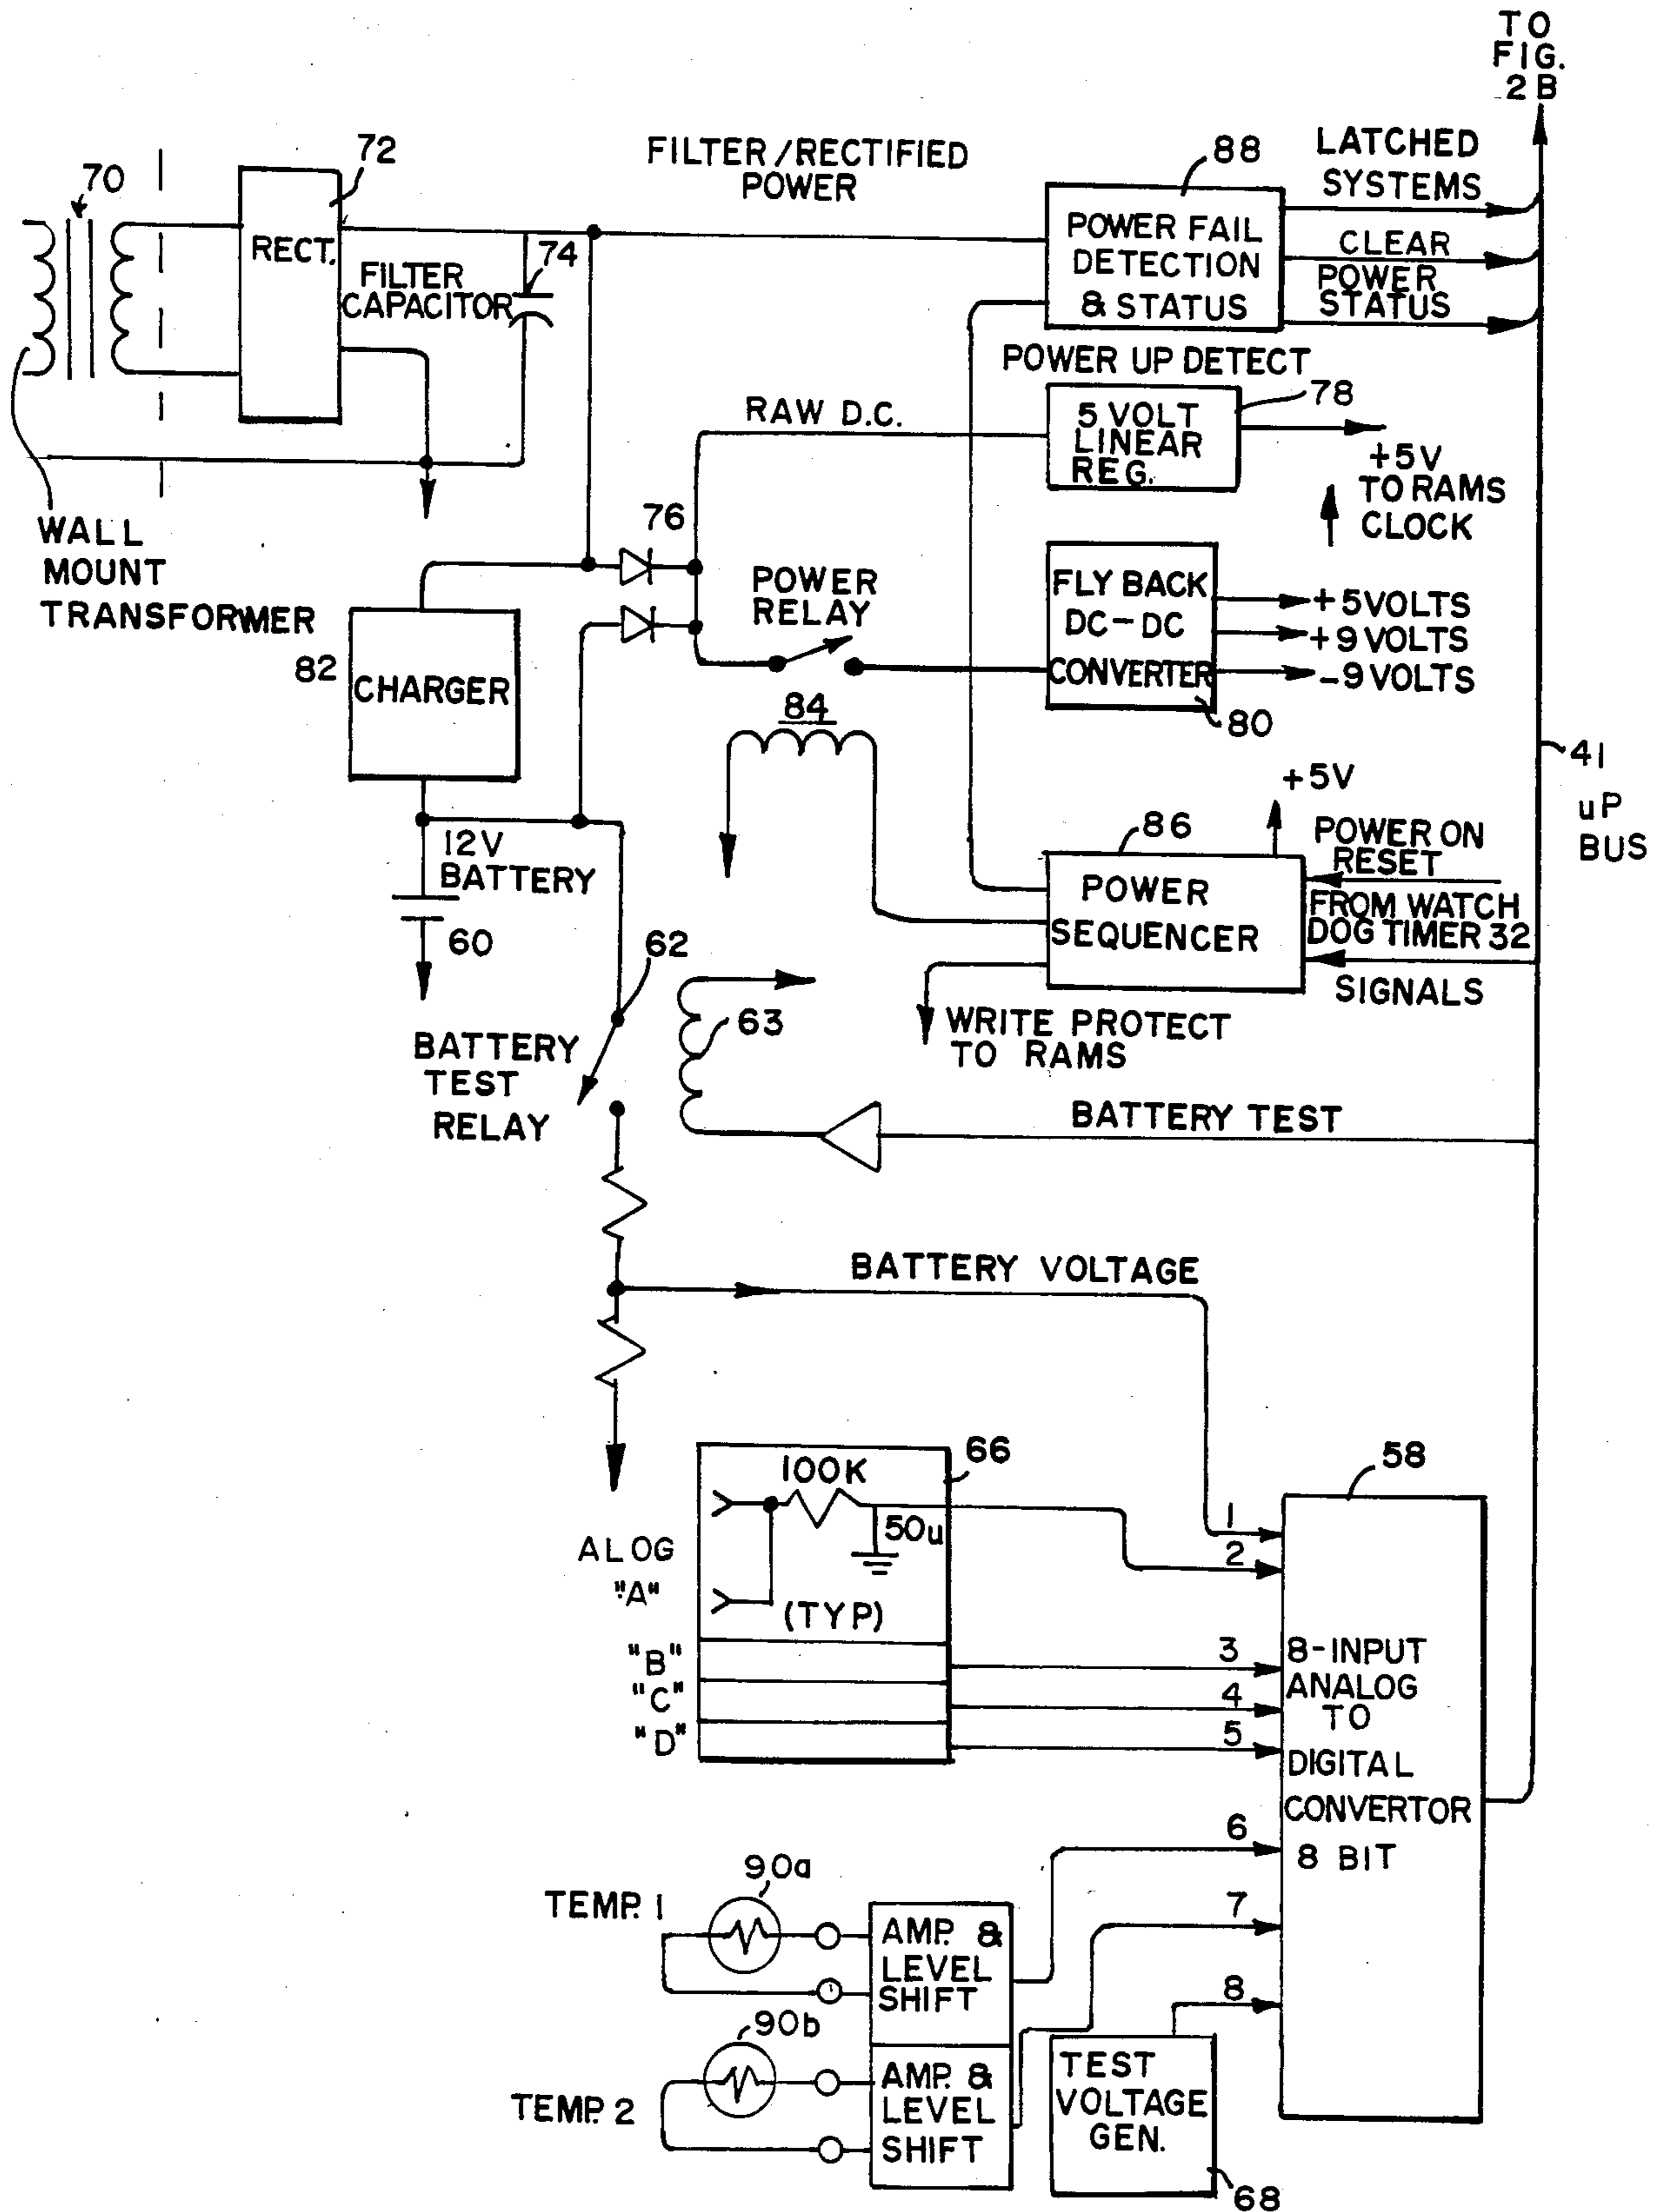 TO
FIG.
2B
LATCHED
SYSTEMS
88
FILTER/RECTIFIED
POWER
72
70
RECT.
POWER FAIL
DETECTION
& STATUS
CLEAR
POWER
STATUS
74
FILTER
CAPACITOR
POWER UP DETECT
78
RAW D.C.
5 VOLT
LINEAR
REG.
+5V
TO RAMS
CLOCK
WALL
MOUNT
TRANSFORMER
76
POWER
RELAY
FLY BACK
DC-DC
CONVERTER
+5VOLTS
+9VOLTS
-9VOLTS
80
82
CHARGER
84
41
uP
BUS
+5V
86
POWER ON
RESET
12V
BATTERY
POWER
SEQUENCER
FROM WATCH
DOG TIMER 32
60
62
SIGNALS
63
WRITE PROTECT
TO RAMS
BATTERY
TEST
RELAY
BATTERY TEST
BATTERY VOLTAGE
66
58
100K
50u
1
2
ALOG
"A"
(TYP)
"B"
3
"C"
4
"D"
5
8-INPUT
ANALOG
TO
DIGITAL
CONVERTOR
8 BIT
6
90a
TEMP. 1
AMP. &
LEVEL
SHIFT
7
8
90b
TEMP. 2
AMP. &
LEVEL
SHIFT
TEST
VOLTAGE
GEN.
68